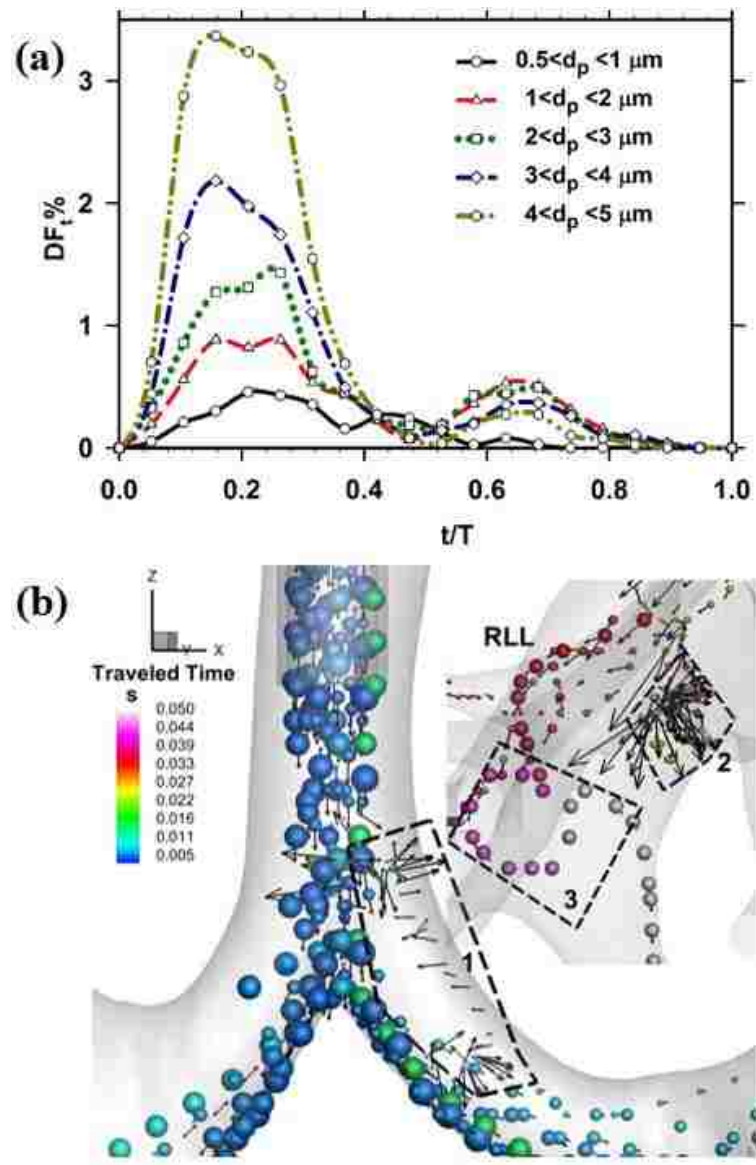 (a)
3
2
1
0
DFt%
0.5<dp <1 μm
1<dp <2 μm
2<dp <3 μm
3<dp <4 μm
4<dp <5 μm
0.0 0.2 0.4 0.6 0.8 1.0
t/T
(b)
Z
Y X
Traveled Time
s
0.050
0.044
0.039
0.033
0.028
0.022
0.016
0.011
0.005
RLL
2
3
1